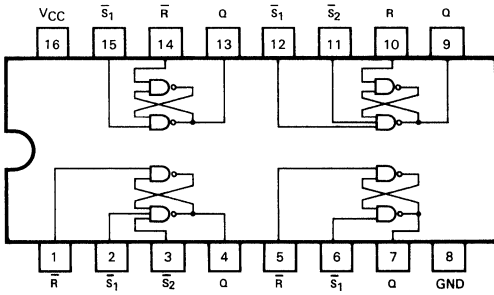 VCC S̅1 R̅ Q S̅1 S̅2 R Q
16 15 14 13 12 11 10 9
1 2 3 4 5 6 7 8
R̅ S̅1 S̅2 Q R̅ S̅1 Q GND